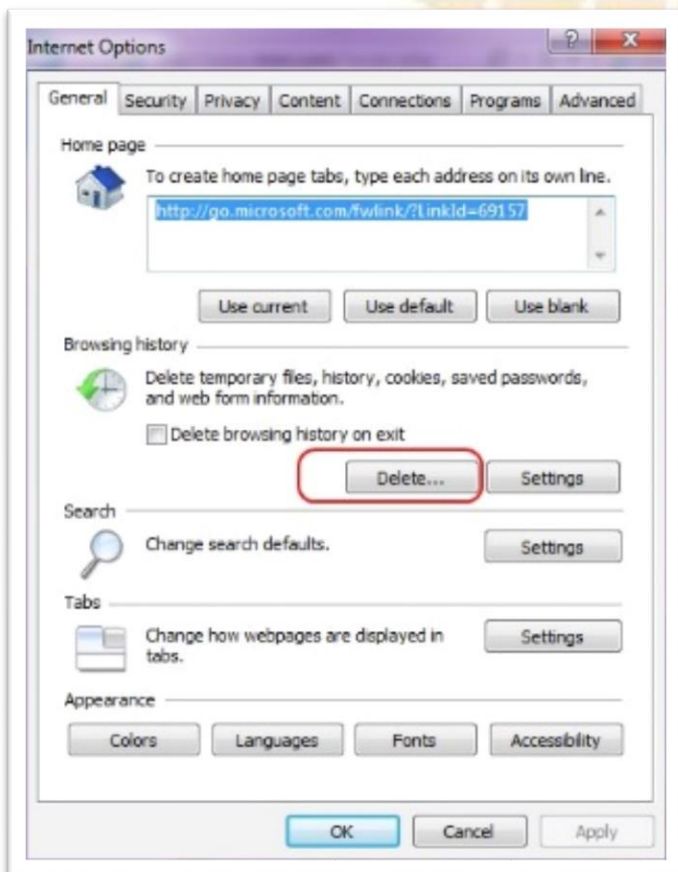 Internet Options
General Security Privacy Content Connections Programs Advanced
Home page
To create home page tabs, type each address on its own line.
http://go.microsoft.com/fwlink/?LinkId=69157
Use current Use default Use blank
Browsing history
Delete temporary files, history, cookies, saved passwords,
and web form information.
Delete browsing history on exit
Delete... Settings
Search
Change search defaults. Settings
Tabs
Change how webpages are displayed in Settings
tabs.
Appearance
Colors Languages Fonts Accessibility
OK Cancel Apply